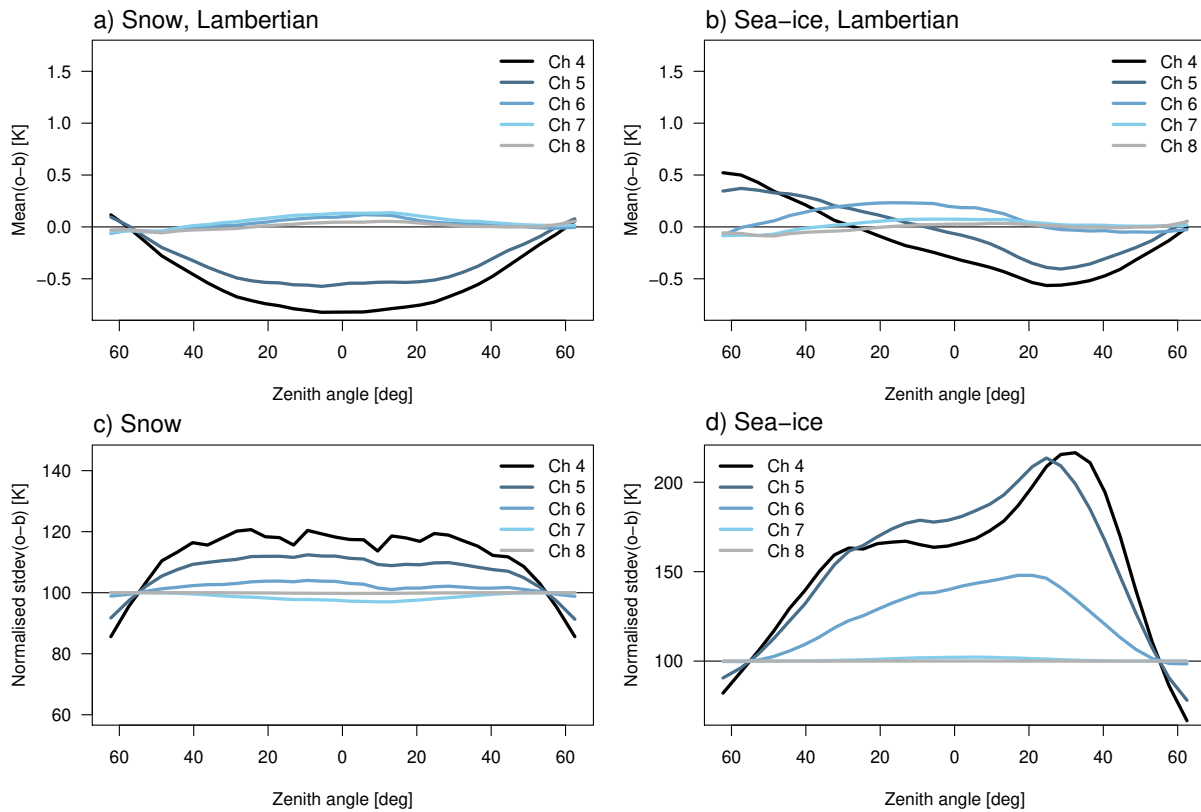 a) Snow, Lambertian
Mean(o−b) [K]
1.5
1.0
0.5
0.0
−0.5
Ch 4
Ch 5
Ch 6
Ch 7
Ch 8
60 40 20 0 20 40 60
Zenith angle [deg]
b) Sea−ice, Lambertian
Mean(o−b) [K]
1.5
1.0
0.5
0.0
−0.5
Ch 4
Ch 5
Ch 6
Ch 7
Ch 8
60 40 20 0 20 40 60
Zenith angle [deg]
c) Snow
Normalised stdev(o−b) [K]
140
120
100
80
60
Ch 4
Ch 5
Ch 6
Ch 7
Ch 8
60 40 20 0 20 40 60
Zenith angle [deg]
d) Sea−ice
Normalised stdev(o−b) [K]
200
150
100
Ch 4
Ch 5
Ch 6
Ch 7
Ch 8
60 40 20 0 20 40 60
Zenith angle [deg]